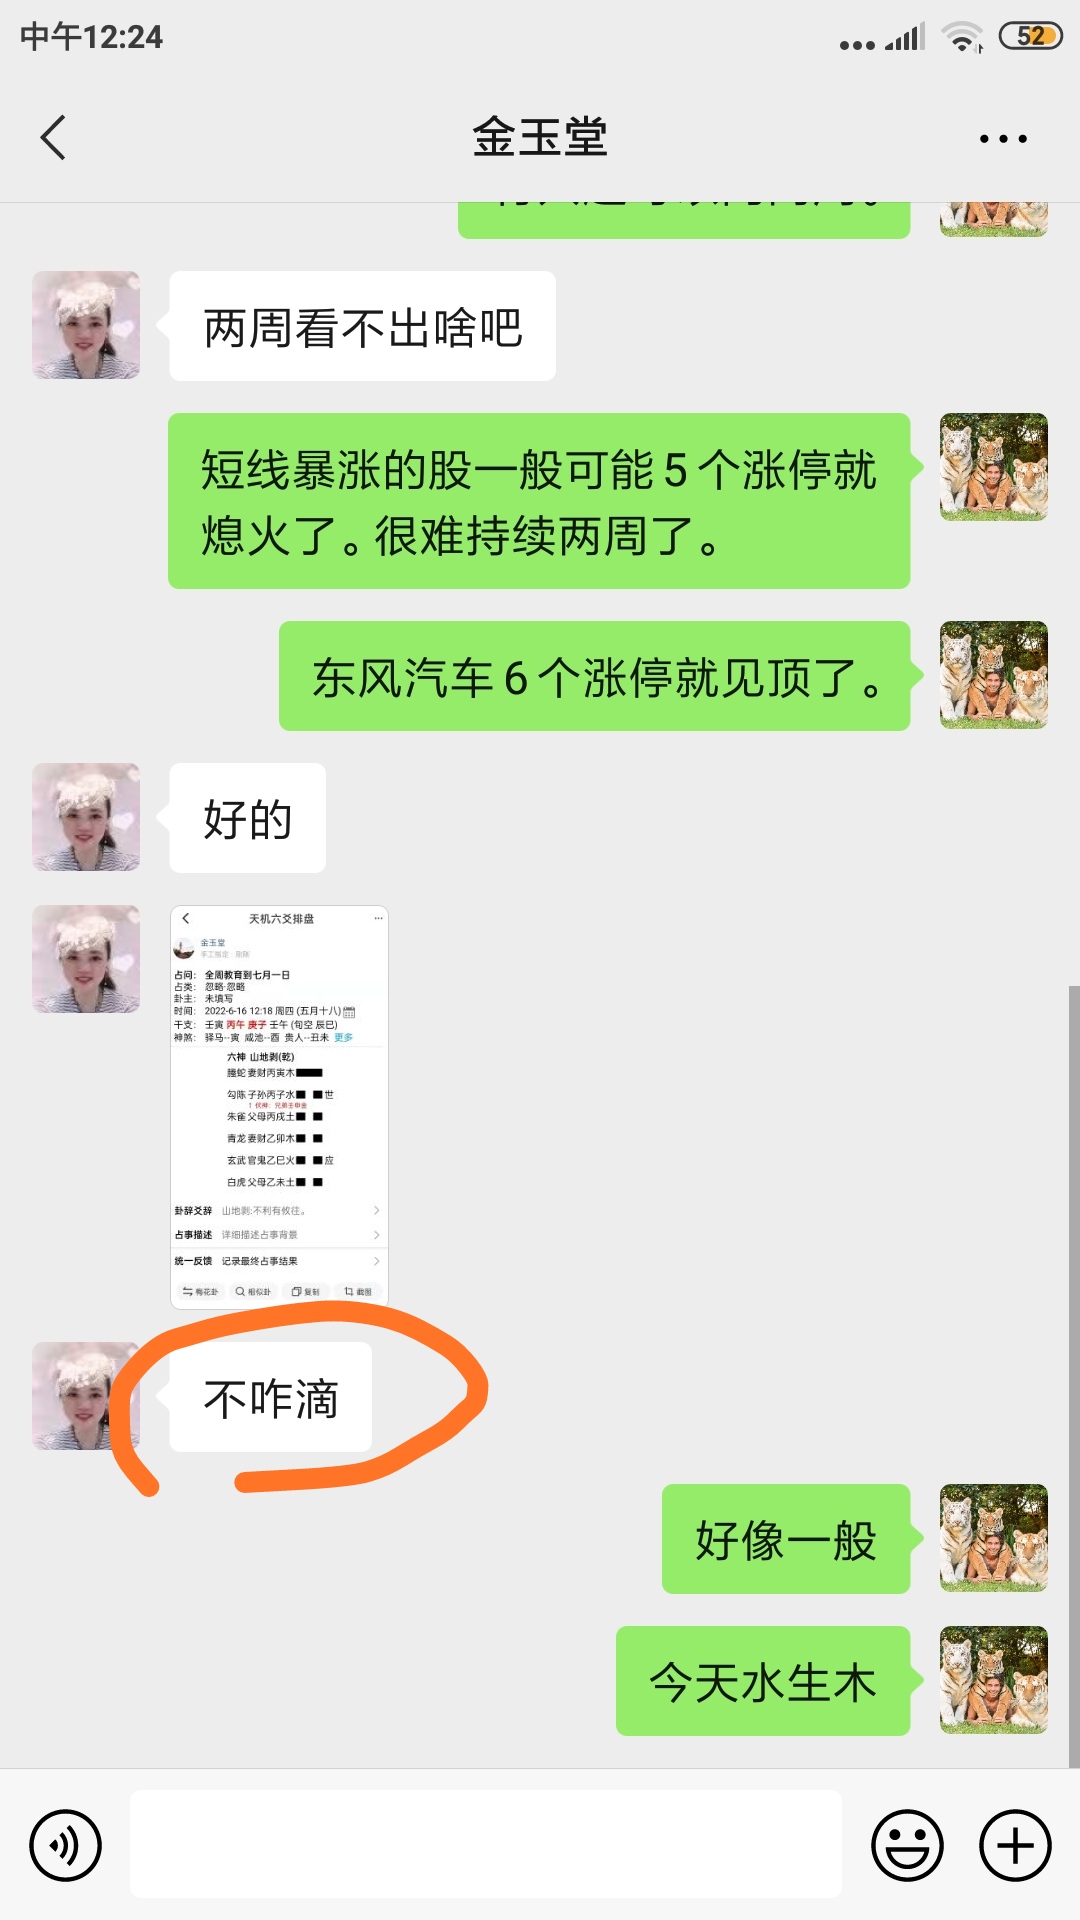 中午12:24
52
金玉堂
两周看不出啥吧
短线暴涨的股一般可能5个涨停就
熄火了。很难持续两周了。
东风汽车6个涨停就见顶了。
好的
天机六爻排盘
金玉堂
占问: 全周教育到七月一日
占类: 忽略·忽略
卦主: 未填写
时间: 2022-6-16 12:18 周四 (五月十八)
干支: 壬寅 丙午 庚子 壬午 (旬空 辰巳)
神煞: 驿马--寅 咸池--酉 贵人--丑未 更多
六神 山地剥(乾)
螣蛇 妻财丙寅木
勾陈 子孙丙子水 世
伏神: 兄弟壬申金
朱雀 父母丙戌土
青龙 妻财乙卯木
玄武 官鬼乙巳火 应
白虎 父母乙未土
卦辞爻辞 山地剥:不利有攸往。
占事描述 详细描述占事背景
统一反馈 记录最终占事结果
梅花卦 相似卦 复制 截图
不咋滴
好像一般
今天水生木